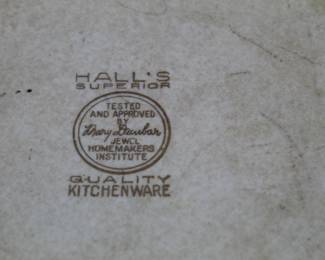 HALL'S
SUPERIOR
TESTED
AND APPROVED
BY
Mary Dunbar
JEWEL
HOMEMAKERS
INSTITUTE
QUALITY
KITCHENWARE